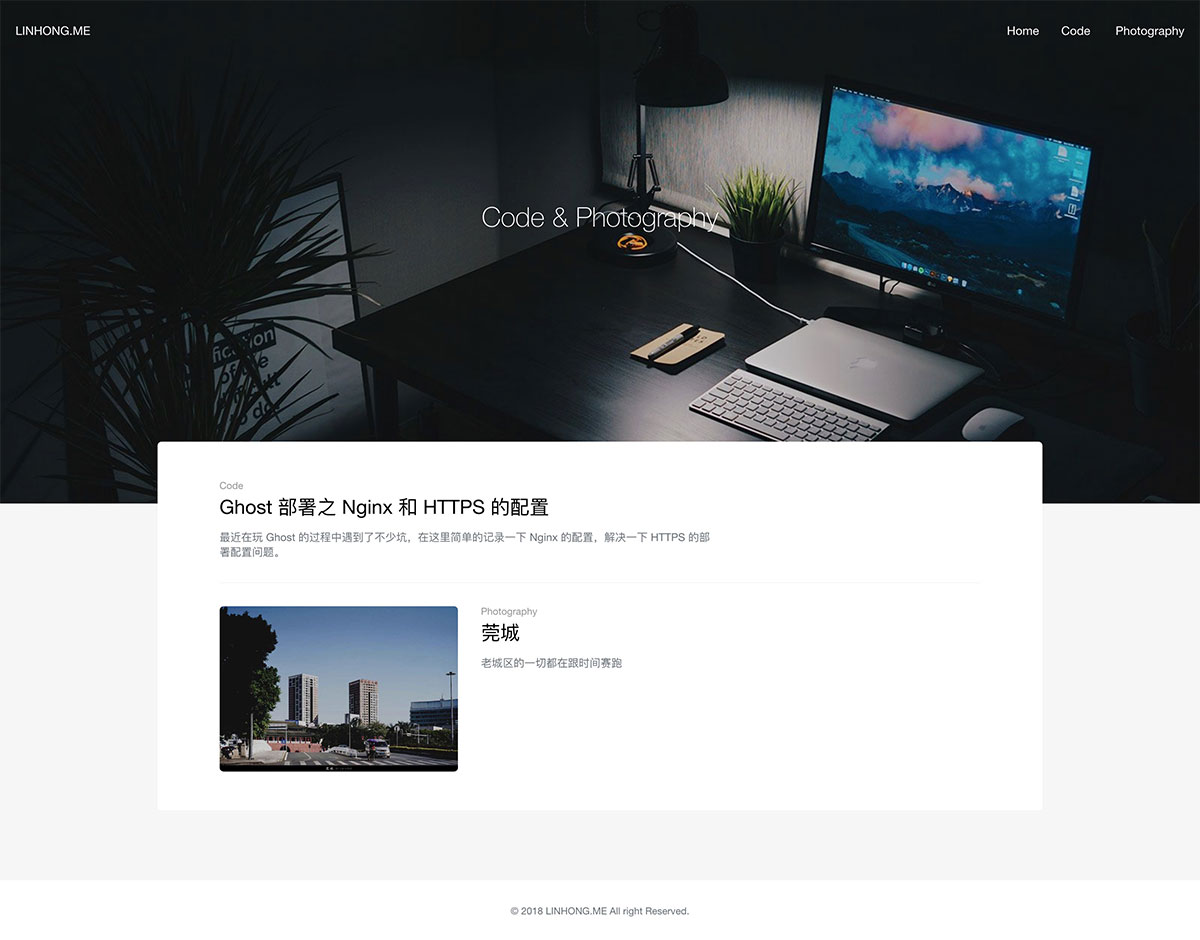 LINHONG.ME
Home
Code
Photography
Code & Photography
fication
of the
Code
Ghost 部署之 Nginx 和 HTTPS 的配置
最近在玩 Ghost 的过程中遇到了不少坑，在这里简单的记录一下 Nginx 的配置，解决一下 HTTPS 的部
署配置问题。
Photography
莞城
老城区的一切都在跟时间赛跑
© 2018 LINHONG.ME All right Reserved.